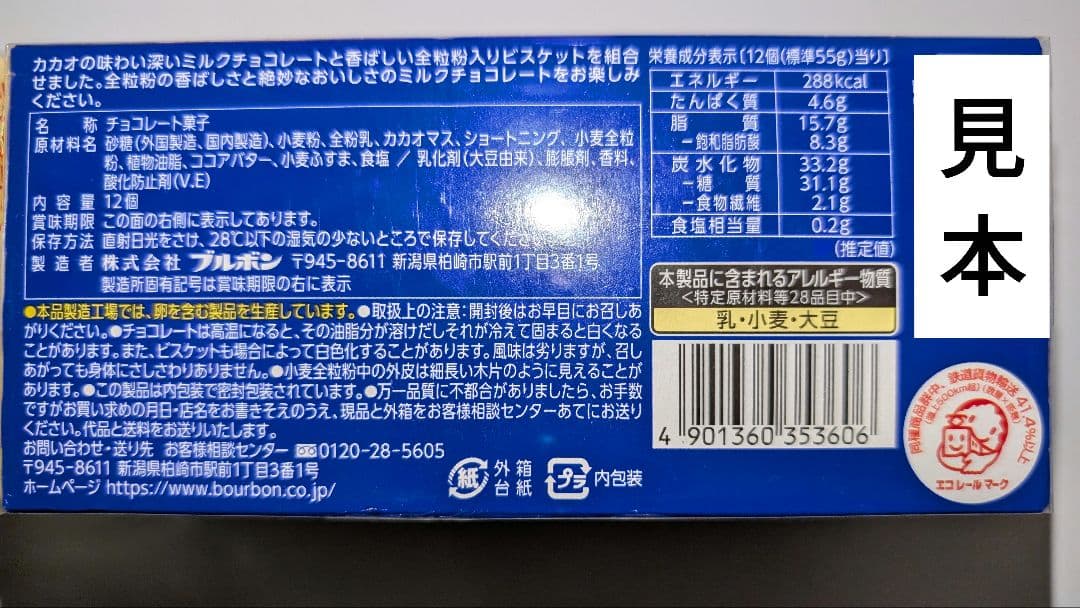 カカオの味わい深いミルクチョコレートと香ばしい全粒粉入りビスケットを組合
せました。全粒粉の香ばしさと絶妙なおいしさのミルクチョコレートをお楽しみ
ください。
名 称 チョコレート菓子
原材料名 砂糖(外国製造、国内製造)、小麦粉、全粉乳、カカオマス、ショートニング、小麦全粒
粉、植物油脂、ココアバター、小麦ふすま、食塩 / 乳化剤(大豆由来)、膨脹剤、香料、
酸化防止剤(V.E)
内容量 12個
賞味期限 この面の右側に表示してあります。
保存方法 直射日光をさけ、28℃以下の湿気の少ないところで保存してくだ
製造者 株式会社 ブルボン 〒945-8611 新潟県柏崎市駅前1丁目3番1号
製造所固有記号は賞味期限の右に表示
●本品製造工場では、卵を含む製品を生産しています。●取扱上の注意:開封後はお早目にお召しあ
がりください。●チョコレートは高温になると、その油脂分が溶けだしそれが冷えて固まると白くなる
ことがあります。また、ビスケットも場合によって白色化することがあります。風味は劣りますが、召し
あがっても身体にさしさわりありません。●小麦全粒粉中の外皮は細長い木片のように見えることが
あります。●この製品は内包装で密封包装されています。●万一品質に不都合がありましたら、お手数
ですがお買い求めの月日・店名をお書きそえのうえ、現品と外箱をお客様相談センターあてにお送り
ください。代品と送料をお送りいたします。
お問い合わせ・送り先 お客様相談センター 0120-28-5605
〒945-8611 新潟県柏崎市駅前1丁目3番1号
ホームページ https://www.bourbon.co.jp/
紙 外箱 台紙
プラ 内包装
栄養成分表示〔12個(標準55g)当り〕
エネルギー 288kcal
たんぱく質 4.6g
脂質 15.7g
-飽和脂肪酸 8.3g
炭水化物 33.2g
-糖質 31.1g
-食物繊維 2.1g
食塩相当量 0.2g
(推定値)
本製品に含まれるアレルギー物質
<特定原材料等28品目中>
乳・小麦・大豆
4 901360 353606
見本
同種商品群中、鉄道貨物輸送 41.4%以上
(陸上500km超)(数量×距離)
エコレールマーク